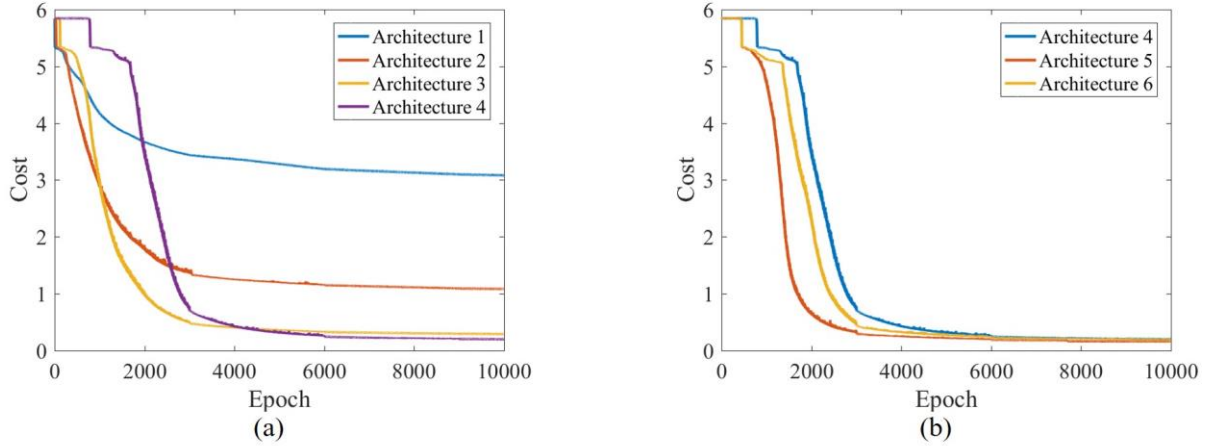 6
5
4
3
2
1
0
Cost
0 2000 4000 6000 8000 10000
Epoch
Architecture 1
Architecture 2
Architecture 3
Architecture 4
(a)
6
5
4
3
2
1
0
Cost
0 2000 4000 6000 8000 10000
Epoch
Architecture 4
Architecture 5
Architecture 6
(b)